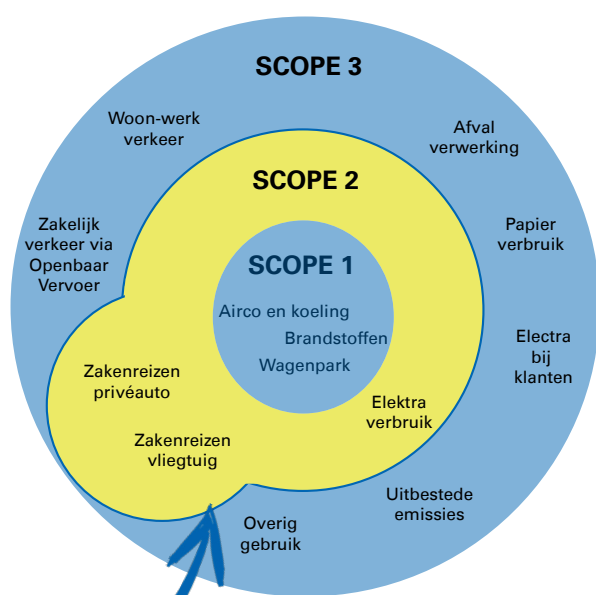 SCOPE 3
Woon-werk
verkeer
Afval
verwerking
SCOPE 2
Zakelijk
verkeer via
Openbaar
Vervoer
Papier
verbruik
SCOPE 1
Airco en koeling
Brandstoffen
Wagenpark
Electra
bij
klanten
Zakenreizen
privéauto
Elektra
verbruik
Zakenreizen
vliegtuig
Uitbestede
emissies
Overig
gebruik